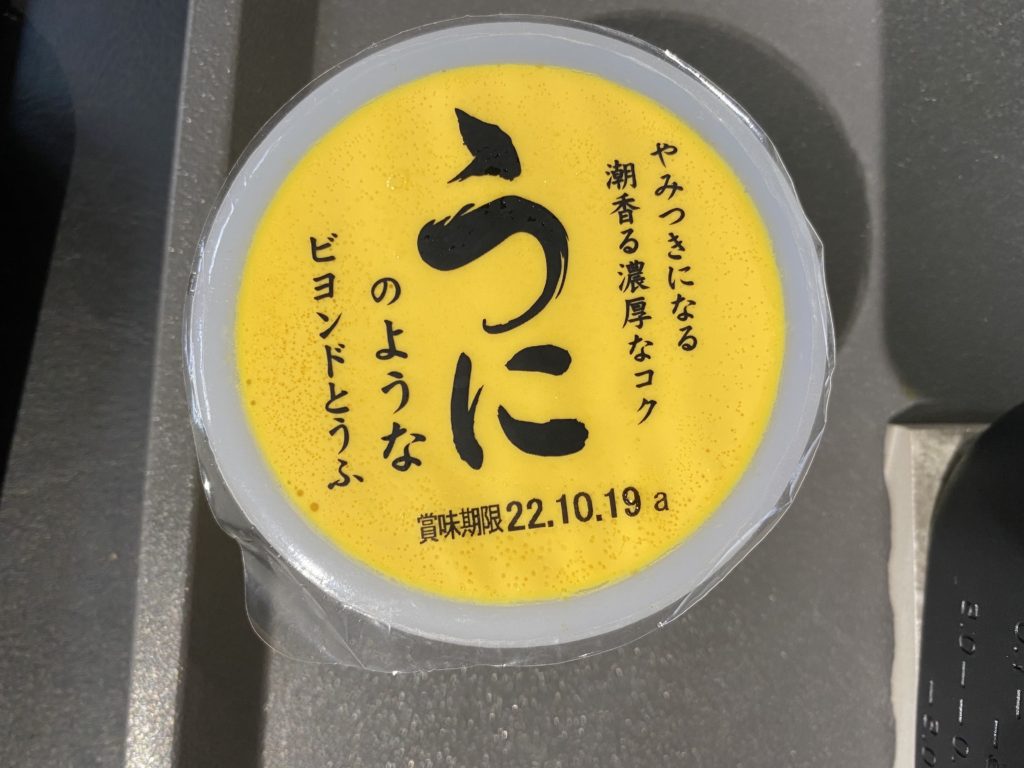 やみつきになる
潮香る濃厚なコク
うに
のような
ビヨンドとうふ
賞味期限22.10.19 a